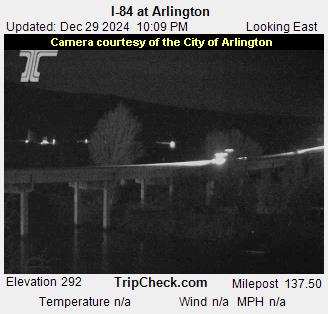 I-84 at Arlington
Updated: Dec 29 2024 10:09 PM Looking East
Camera courtesy of the City of Arlington
Elevation 292 TripCheck.com Milepost 137.50
Temperature n/a Wind n/a MPH n/a